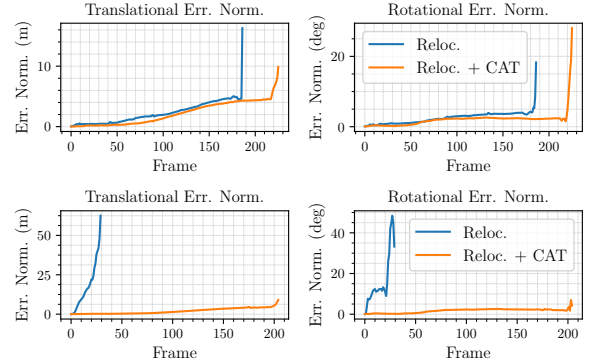 Translational Err. Norm.
Err. Norm. (m)
10
0
0 50 100 150 200
Frame
Rotational Err. Norm.
Err. Norm. (deg)
20
0
0 50 100 150 200
Frame
Reloc.
Reloc. + CAT
Translational Err. Norm.
Err. Norm. (m)
50
25
0
0 50 100 150 200
Frame
Rotational Err. Norm.
Err. Norm. (deg)
40
20
0
0 50 100 150 200
Frame
Reloc.
Reloc. + CAT